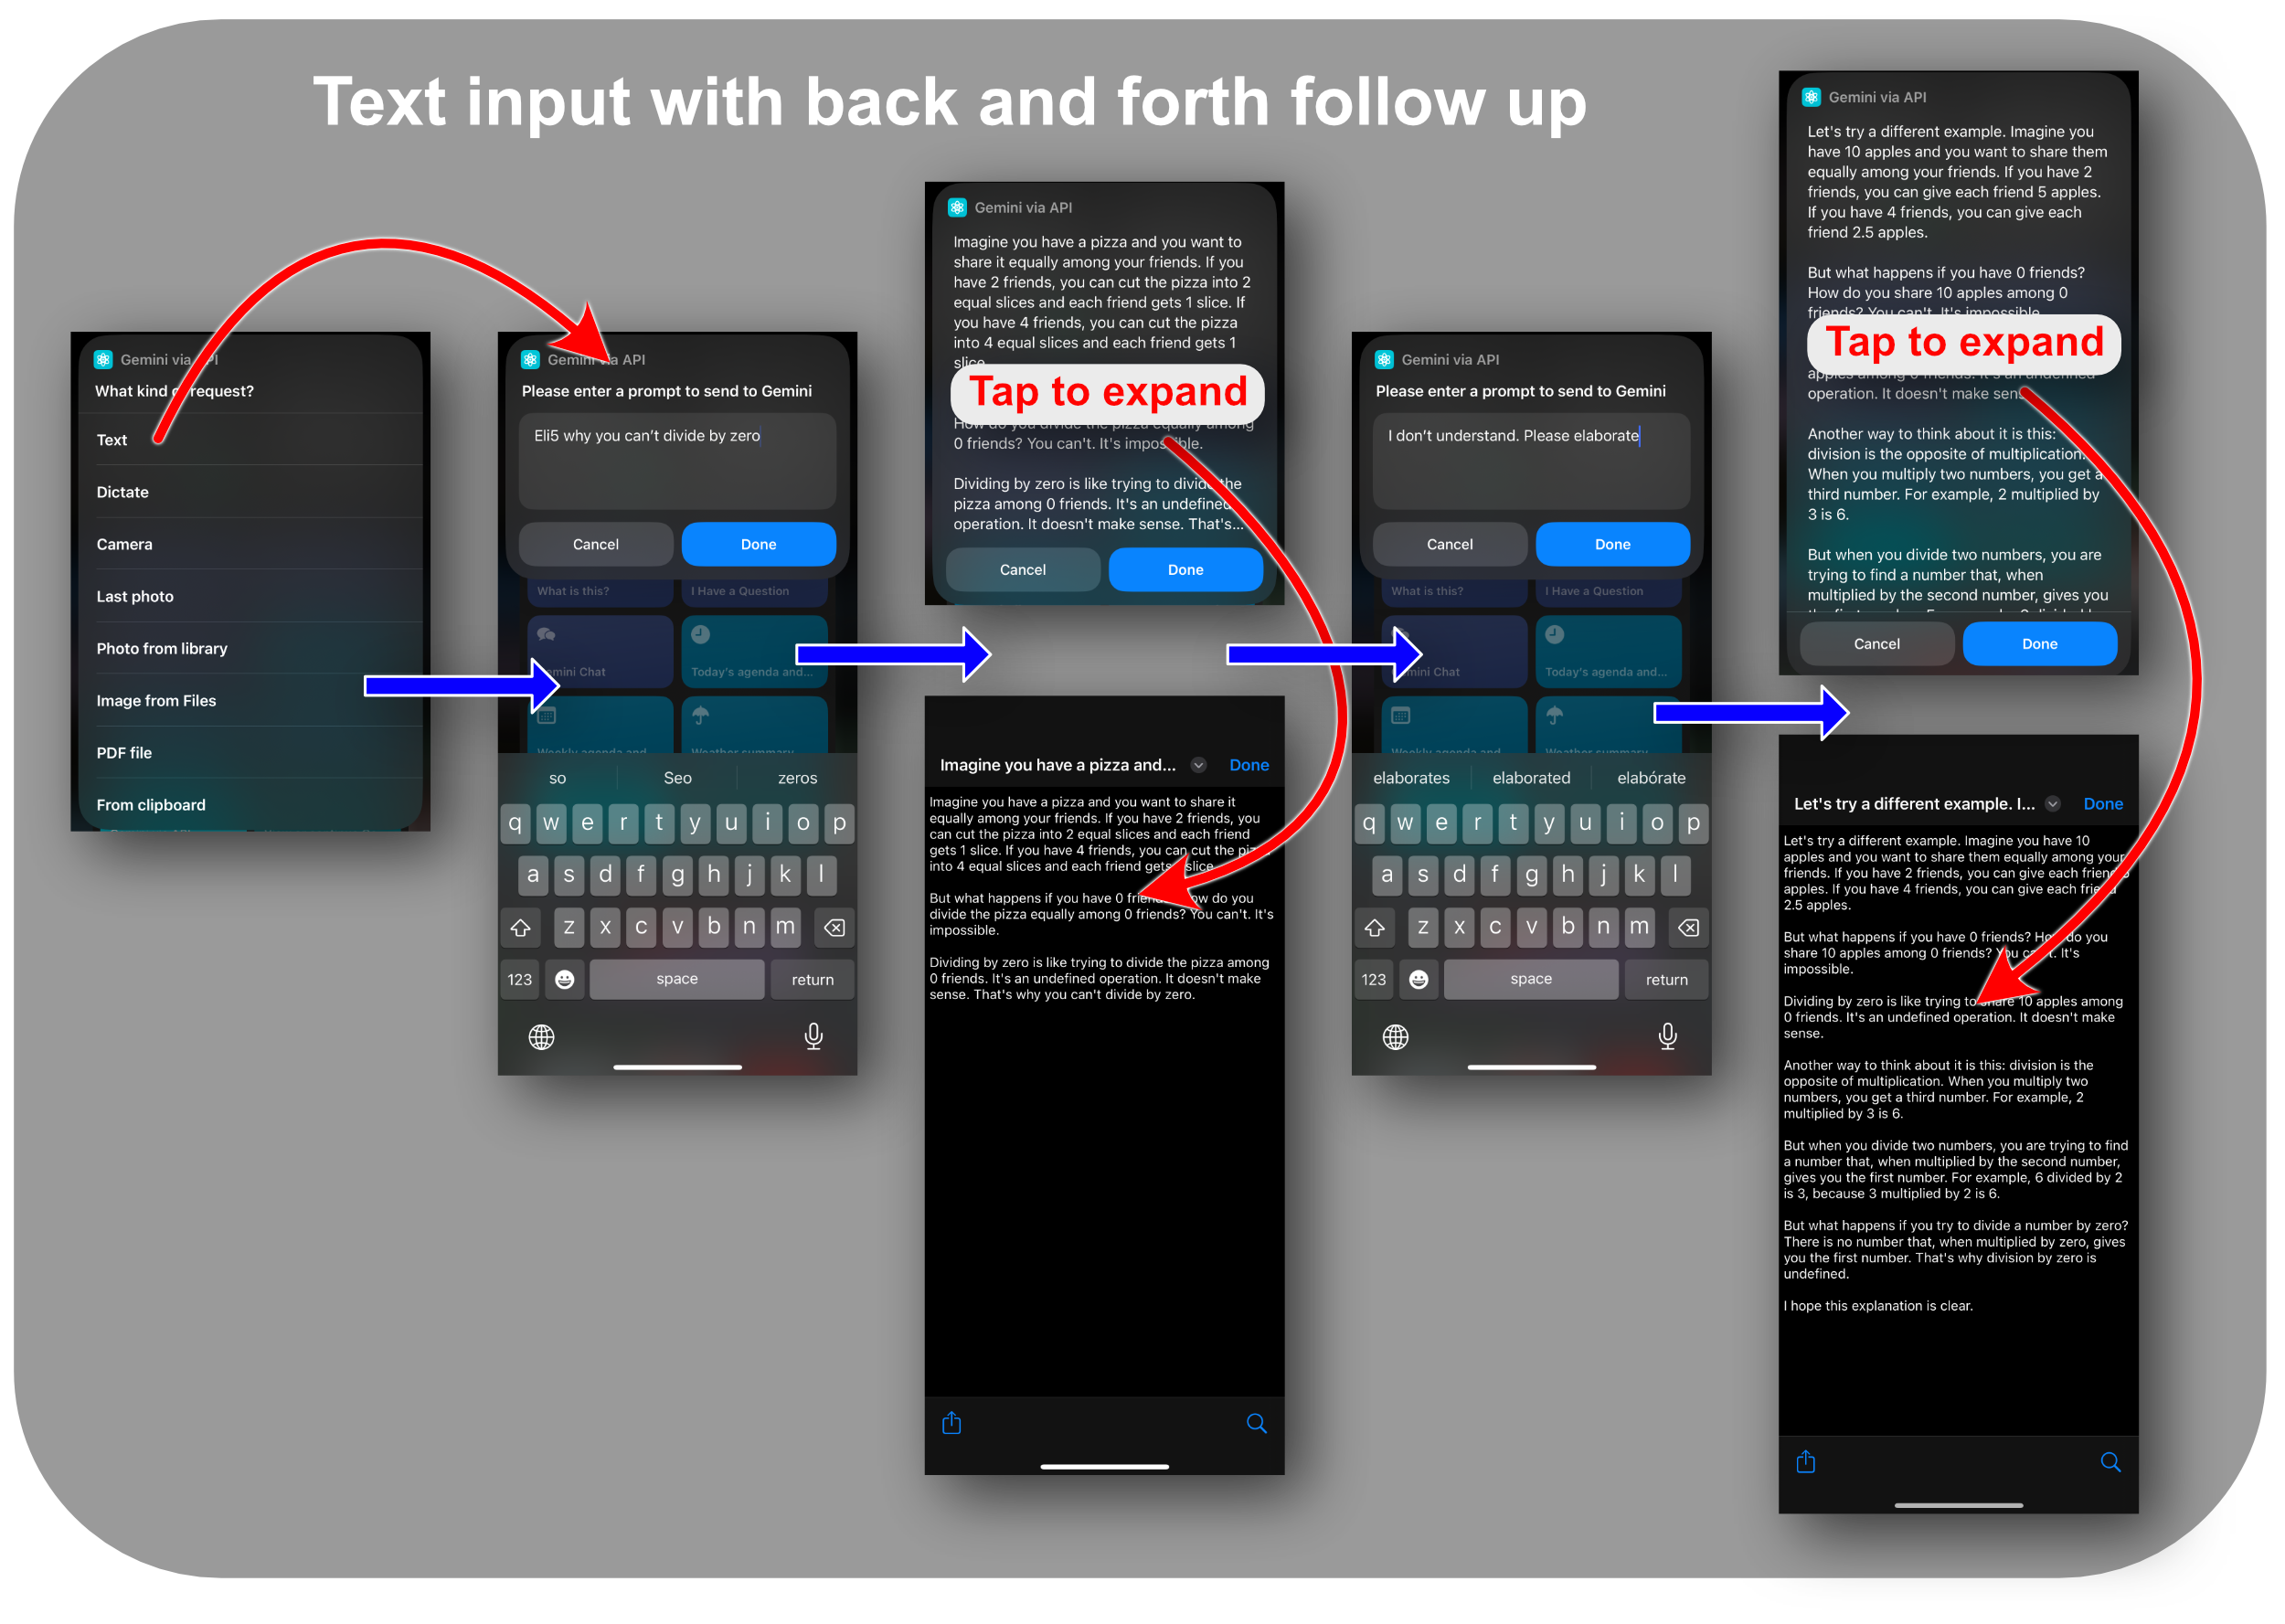 Text input with back and forth follow up
Gemini via API
What kind of request?
Text
Dictate
Camera
Last photo
Photo from library
Image from Files
PDF file
From clipboard
Gemini via API
Please enter a prompt to send to Gemini
Eli5 why you can't divide by zero
Cancel
Done
What is this?
I Have a Question
Gemini Chat
Today's agenda and...
Weekly agenda and
Weather summary
so
Seo
zeros
q w e r t y u i o p
a s d f g h j k l
z x c v b n m
123
space
return
Gemini via API
Imagine you have a pizza and you want to
share it equally among your friends. If you
have 2 friends, you can cut the pizza into 2
equal slices and each friend gets 1 slice. If
you have 4 friends, you can cut the pizza
into 4 equal slices and each friend gets 1
slice.
Tap to expand
How do you divide the pizza equally among
0 friends? You can't. It's impossible.
Dividing by zero is like trying to divide the
pizza among 0 friends. It's an undefined
operation. It doesn't make sense. That's...
Cancel
Done
Imagine you have a pizza and...
Done
Imagine you have a pizza and you want to share it
equally among your friends. If you have 2 friends, you
can cut the pizza into 2 equal slices and each friend
gets 1 slice. If you have 4 friends, you can cut the pizza
into 4 equal slices and each friend gets 1 slice.
But what happens if you have 0 friends? How do you
divide the pizza equally among 0 friends? You can't. It's
impossible.
Dividing by zero is like trying to divide the pizza among
0 friends. It's an undefined operation. It doesn't make
sense. That's why you can't divide by zero.
Gemini via API
Please enter a prompt to send to Gemini
I don't understand. Please elaborate
Cancel
Done
What is this?
I Have a Question
Gemini Chat
Today's agenda and...
Weekly agenda and
Weather summary
elaborates
elaborated
elabórate
q w e r t y u i o p
a s d f g h j k l
z x c v b n m
123
space
return
Gemini via API
Let's try a different example. Imagine you
have 10 apples and you want to share them
equally among your friends. If you have 2
friends, you can give each friend 5 apples.
If you have 4 friends, you can give each
friend 2.5 apples.
But what happens if you have 0 friends?
How do you share 10 apples among 0
friends? You can't. It's impossible.
Tap to expand
apples among 0 friends. It's an undefined
operation. It doesn't make sense.
Another way to think about it is this:
division is the opposite of multiplication.
When you multiply two numbers, you get a
third number. For example, 2 multiplied by
3 is 6.
But when you divide two numbers, you are
trying to find a number that, when
multiplied by the second number, gives you
the first number. For example, 6 divided by
Cancel
Done
Let's try a different example. I...
Done
Let's try a different example. Imagine you have 10
apples and you want to share them equally among your
friends. If you have 2 friends, you can give each friend 5
apples. If you have 4 friends, you can give each friend
2.5 apples.
But what happens if you have 0 friends? How do you
share 10 apples among 0 friends? You can't. It's
impossible.
Dividing by zero is like trying to share 10 apples among
0 friends. It's an undefined operation. It doesn't make
sense.
Another way to think about it is this: division is the
opposite of multiplication. When you multiply two
numbers, you get a third number. For example, 2
multiplied by 3 is 6.
But when you divide two numbers, you are trying to find
a number that, when multiplied by the second number,
gives you the first number. For example, 6 divided by 2
is 3, because 3 multiplied by 2 is 6.
But what happens if you try to divide a number by zero?
There is no number that, when multiplied by zero, gives
you the first number. That's why division by zero is
undefined.
I hope this explanation is clear.